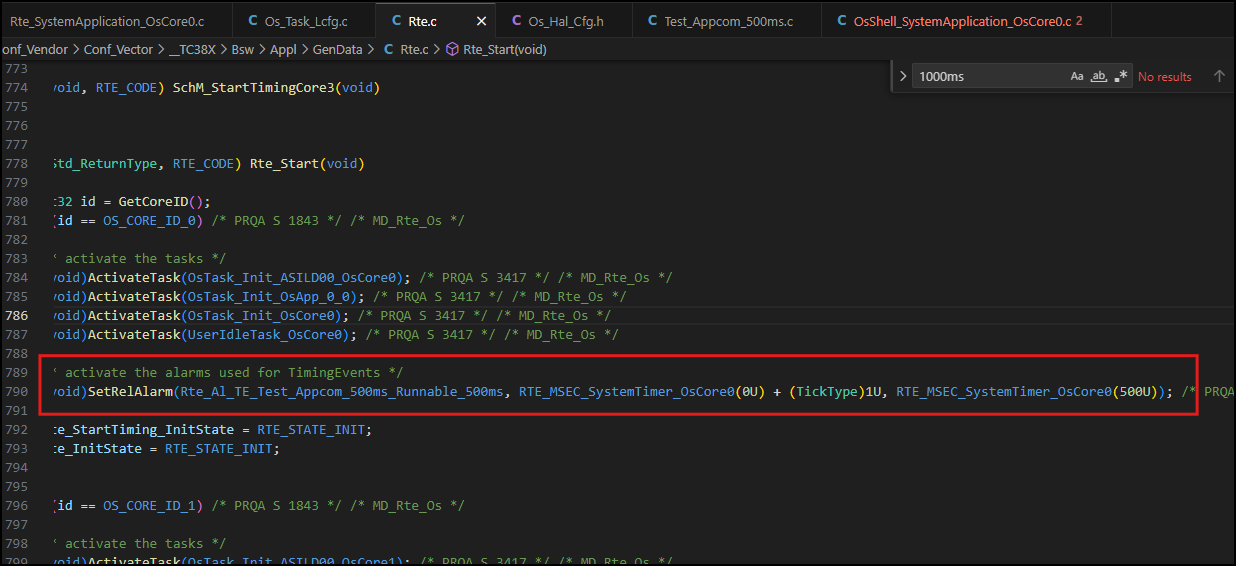 Rte_SystemApplication_OsCore0.c C Os_Task_Lcfg.c C Rte.c × C Os_Hal_Cfg.h C Test_Appcom_500ms.c C OsShell_SystemApplication_OsCore0.c 2
onf_Vendor > Conf_Vector > __TC38X > Bsw > Appl > GenData > C Rte.c > Rte_Start(void)
> 1000ms Aa ab .* No results ↑
773
774 void, RTE_CODE) SchM_StartTimingCore3(void)
775
776
777
778 Std_ReturnType, RTE_CODE) Rte_Start(void)
779
780 t32 id = GetCoreID();
781 (id == OS_CORE_ID_0) /* PRQA S 1843 */ /* MD_Rte_Os */
782
783 * activate the tasks */
784 void)ActivateTask(OsTask_Init_ASILD00_OsCore0); /* PRQA S 3417 */ /* MD_Rte_Os */
785 void)ActivateTask(OsTask_Init_OsApp_0_0); /* PRQA S 3417 */ /* MD_Rte_Os */
786 void)ActivateTask(OsTask_Init_OsCore0); /* PRQA S 3417 */ /* MD_Rte_Os */
787 void)ActivateTask(UserIdleTask_OsCore0); /* PRQA S 3417 */ /* MD_Rte_Os */
788
789 * activate the alarms used for TimingEvents */
790 void)SetRelAlarm(Rte_Al_TE_Test_Appcom_500ms_Runnable_500ms, RTE_MSEC_SystemTimer_OsCore0(0U) + (TickType)1U, RTE_MSEC_SystemTimer_OsCore0(500U)); /* PRQA
791
792 te_StartTiming_InitState = RTE_STATE_INIT;
793 te_InitState = RTE_STATE_INIT;
794
795
796 (id == OS_CORE_ID_1) /* PRQA S 1843 */ /* MD_Rte_Os */
797
798 * activate the tasks */
799 void)ActivateTask(OsTask_Init_ASILD00_OsCore1); /* PRQA S 3417 */ /* MD_Rte_Os */